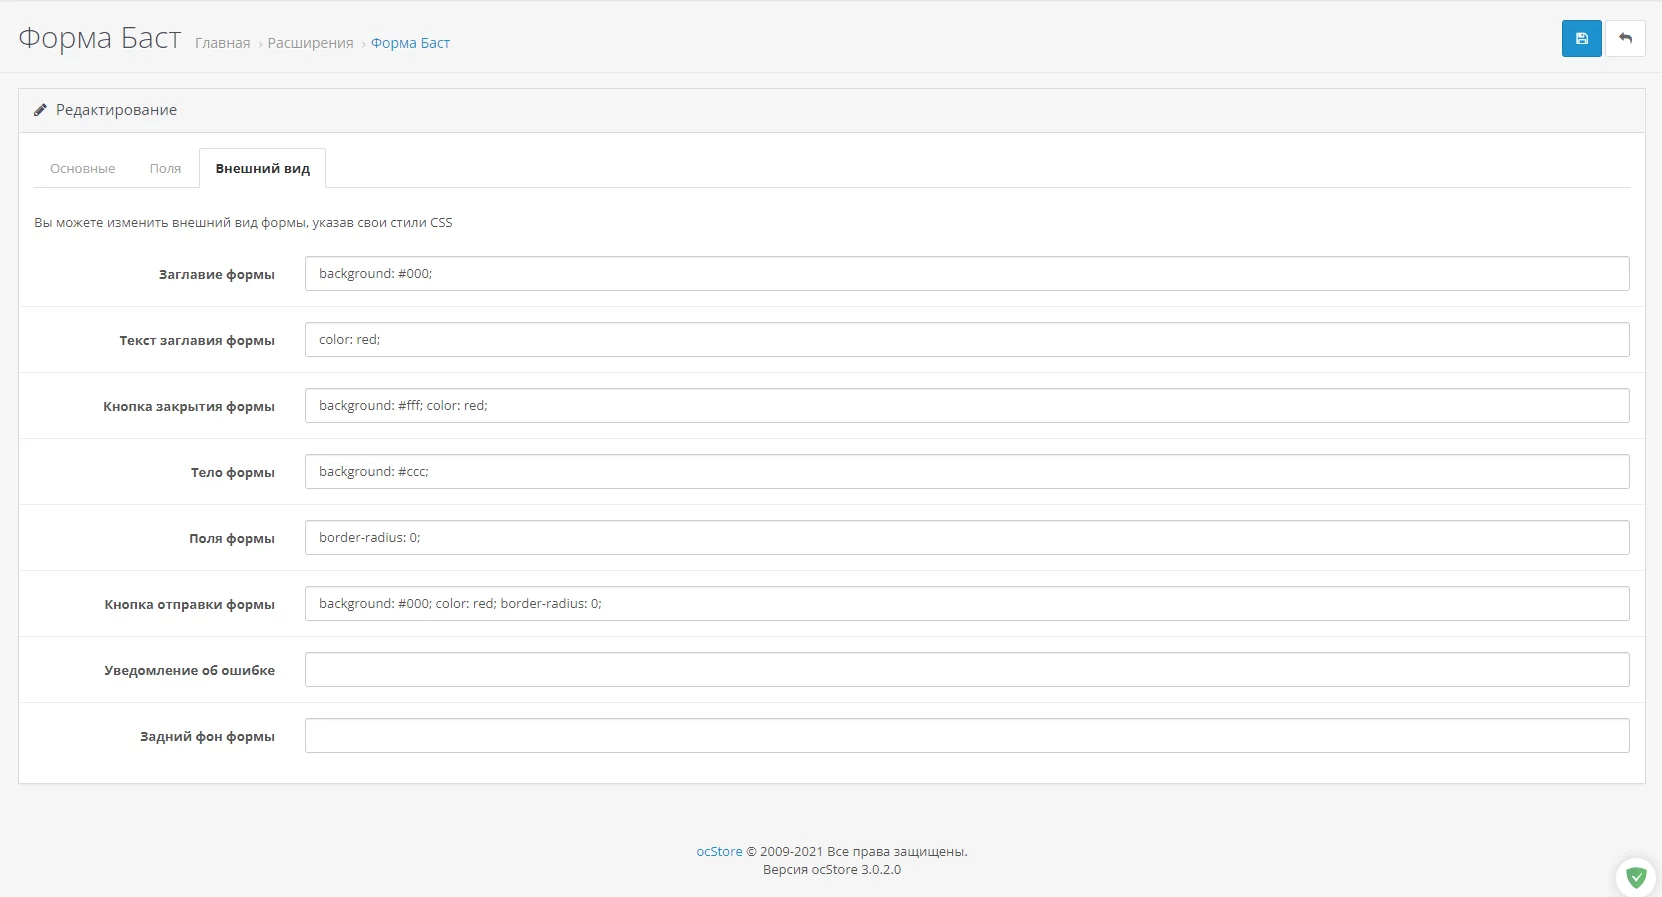 Форма Баст Главная › Расширения › Форма Баст
Редактирование
Основные Поля Внешний вид
Вы можете изменить внешний вид формы, указав свои стили CSS
Заглавие формы background: #000;
Текст заглавия формы color: red;
Кнопка закрытия формы background: #fff; color: red;
Тело формы background: #ccc;
Поля формы border-radius: 0;
Кнопка отправки формы background: #000; color: red; border-radius: 0;
Уведомление об ошибке
Задний фон формы
ocStore © 2009-2021 Все права защищены.
Версия ocStore 3.0.2.0